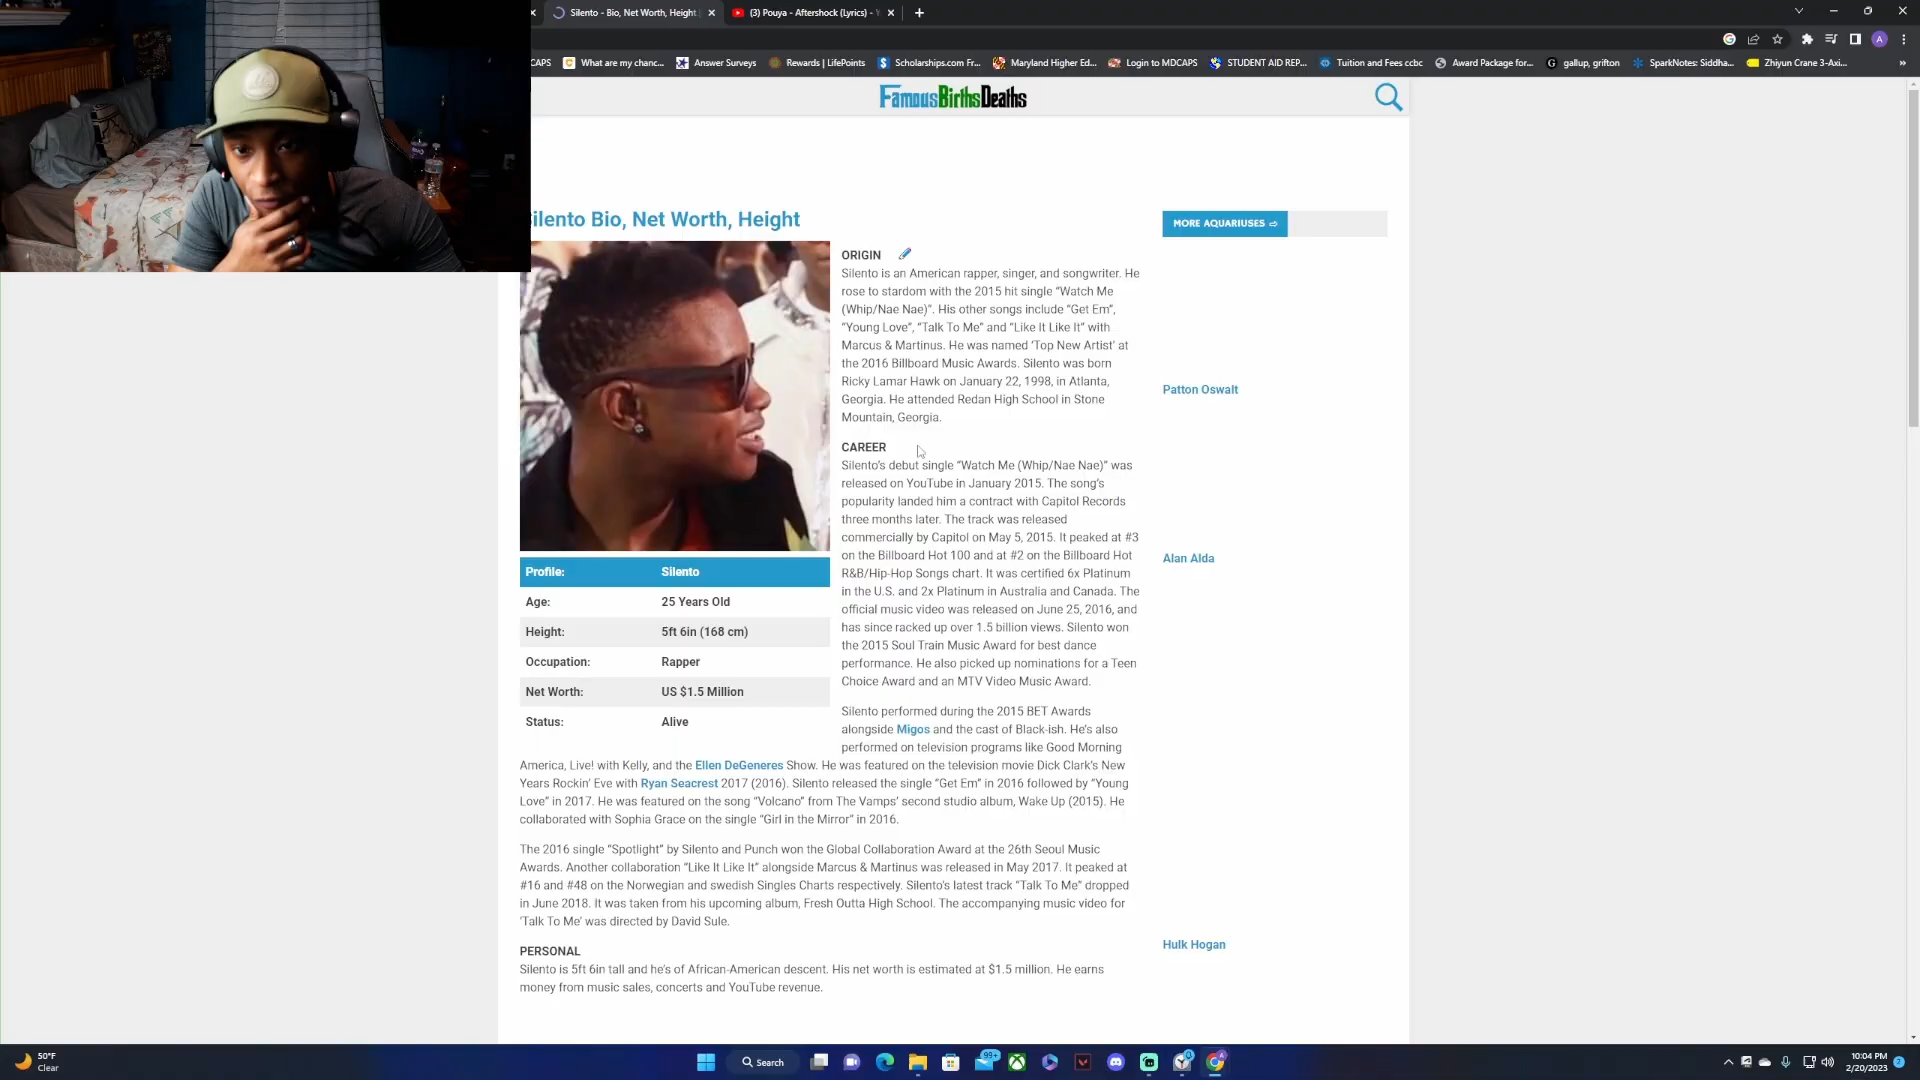 Silento - Bio, Net Worth, Height
(3) Pouya - Aftershock (Lyrics) -
CAPS
What are my chanc...
Answer Surveys
Rewards | LifePoints
Scholarships.com Fr...
Maryland Higher Ed...
Login to MDCAPS
STUDENT AID REP...
Tuition and Fees ccbc
Award Package for...
gallup, grifton
SparkNotes: Siddha...
Zhiyun Crane 3-Axi...
FamousBirthsDeaths
ilento Bio, Net Worth, Height
MORE AQUARIUSES ⇨
ORIGIN
Silento is an American rapper, singer, and songwriter. He
rose to stardom with the 2015 hit single “Watch Me
(Whip/Nae Nae)”. His other songs include “Get Em”,
“Young Love”, “Talk To Me” and “Like It Like It” with
Marcus & Martinus. He was named ‘Top New Artist’ at
the 2016 Billboard Music Awards. Silento was born
Ricky Lamar Hawk on January 22, 1998, in Atlanta,
Georgia. He attended Redan High School in Stone
Mountain, Georgia.
CAREER
Silento’s debut single “Watch Me (Whip/Nae Nae)” was
released on YouTube in January 2015. The song’s
popularity landed him a contract with Capitol Records
three months later. The track was released
commercially by Capitol on May 5, 2015. It peaked at #3
on the Billboard Hot 100 and at #2 on the Billboard Hot
R&B/Hip-Hop Songs chart. It was certified 6x Platinum
in the U.S. and 2x Platinum in Australia and Canada. The
official music video was released on June 25, 2016, and
has since racked up over 1.5 billion views. Silento won
the 2015 Soul Train Music Award for best dance
performance. He also picked up nominations for a Teen
Choice Award and an MTV Video Music Award.
Profile: Silento
Age: 25 Years Old
Height: 5ft 6in (168 cm)
Occupation: Rapper
Net Worth: US $1.5 Million
Status: Alive
Silento performed during the 2015 BET Awards
alongside Migos and the cast of Black-ish. He’s also
performed on television programs like Good Morning
America, Live! with Kelly, and the Ellen DeGeneres Show. He was featured on the television movie Dick Clark’s New
Years Rockin’ Eve with Ryan Seacrest 2017 (2016). Silento released the single “Get Em” in 2016 followed by “Young
Love” in 2017. He was featured on the song “Volcano” from The Vamps’ second studio album, Wake Up (2015). He
collaborated with Sophia Grace on the single “Girl in the Mirror” in 2016.
The 2016 single “Spotlight” by Silento and Punch won the Global Collaboration Award at the 26th Seoul Music
Awards. Another collaboration “Like It Like It” alongside Marcus & Martinus was released in May 2017. It peaked at
#16 and #48 on the Norwegian and swedish Singles Charts respectively. Silento’s latest track “Talk To Me” dropped
in June 2018. It was taken from his upcoming album, Fresh Outta High School. The accompanying music video for
‘Talk To Me’ was directed by David Sule.
PERSONAL
Silento is 5ft 6in tall and he’s of African-American descent. His net worth is estimated at $1.5 million. He earns
money from music sales, concerts and YouTube revenue.
Patton Oswalt
Alan Alda
Hulk Hogan
50°F
Clear
Search
99+
10:04 PM
2/20/2023